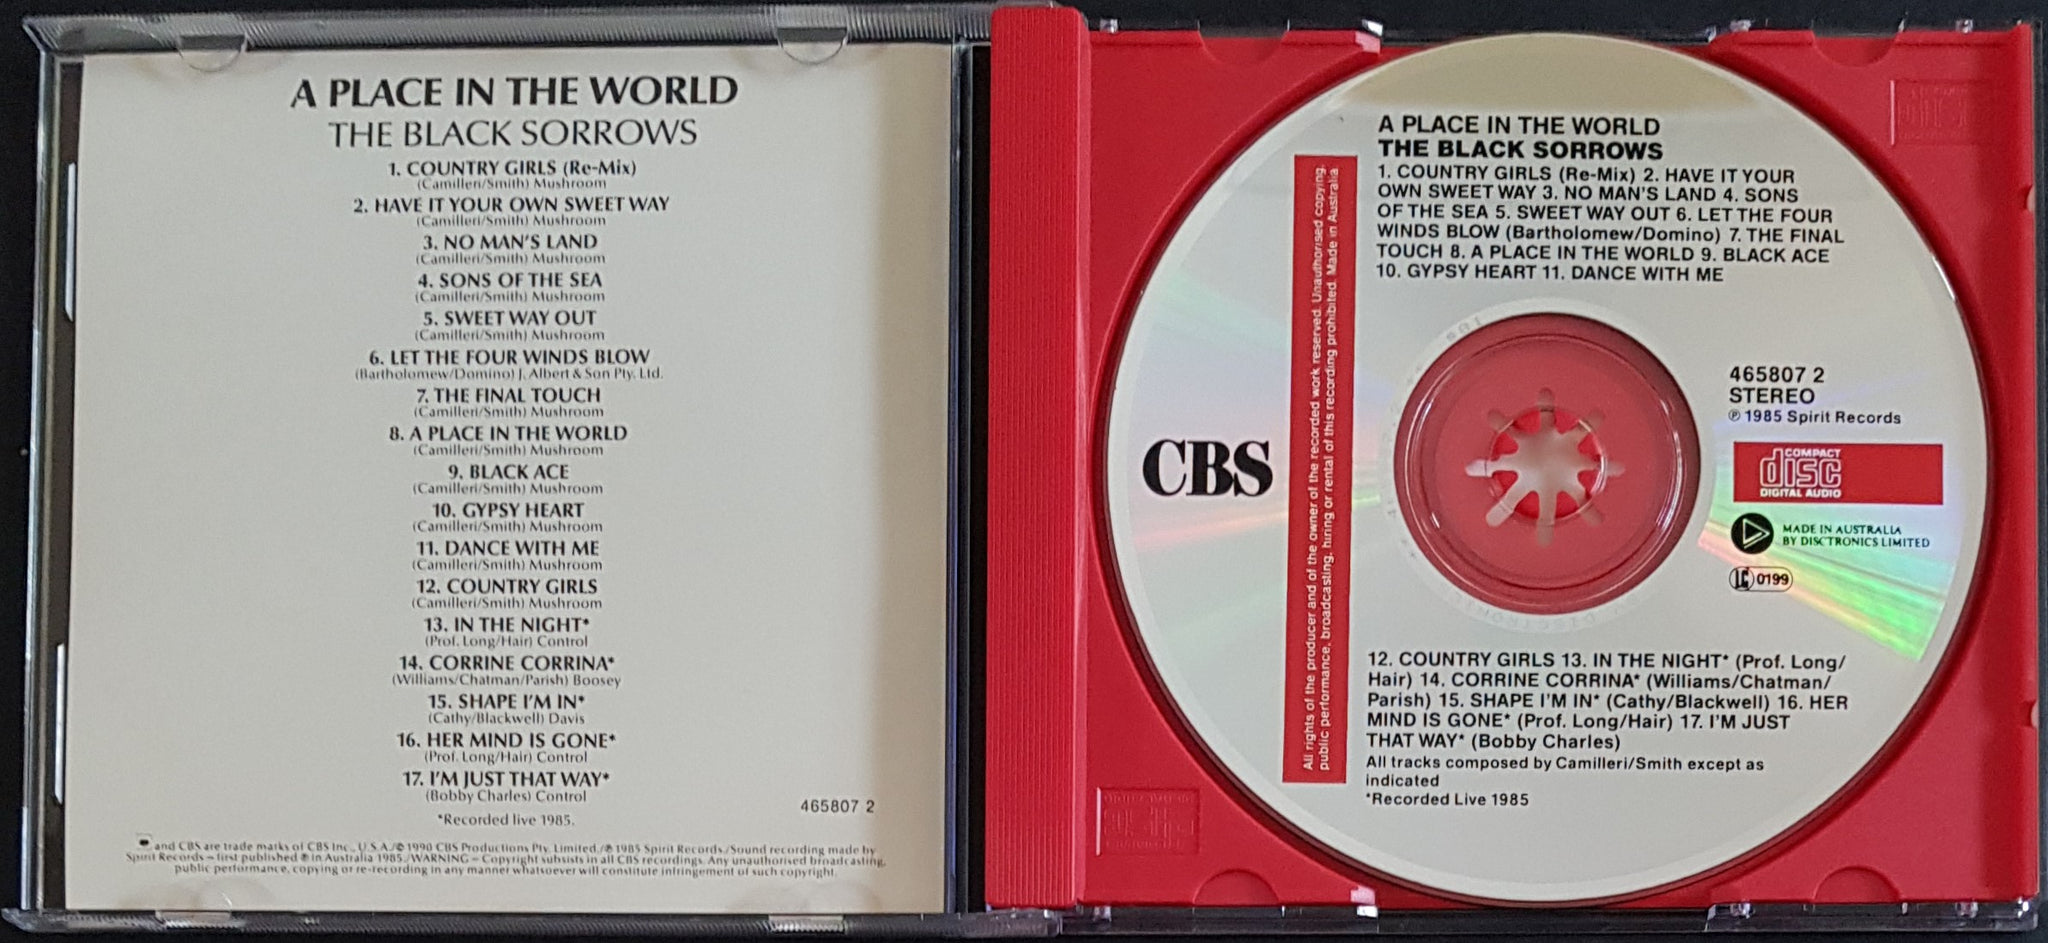 A PLACE IN THE WORLD
THE BLACK SORROWS
1. COUNTRY GIRLS (Re-Mix)
(Camilleri/Smith) Mushroom
2. HAVE IT YOUR OWN SWEET WAY
(Camilleri/Smith) Mushroom
3. NO MAN'S LAND
(Camilleri/Smith) Mushroom
4. SONS OF THE SEA
(Camilleri/Smith) Mushroom
5. SWEET WAY OUT
(Camilleri/Smith) Mushroom
6. LET THE FOUR WINDS BLOW
(Bartholomew/Domino) J. Albert & Son Pty. Ltd.
7. THE FINAL TOUCH
(Camilleri/Smith) Mushroom
8. A PLACE IN THE WORLD
(Camilleri/Smith) Mushroom
9. BLACK ACE
(Camilleri/Smith) Mushroom
10. GYPSY HEART
(Camilleri/Smith) Mushroom
11. DANCE WITH ME
(Camilleri/Smith) Mushroom
12. COUNTRY GIRLS
(Camilleri/Smith) Mushroom
13. IN THE NIGHT*
(Prof. Long/Hair) Control
14. CORRINE CORRINA*
(Williams/Chatman/Parish) Boosey
15. SHAPE I'M IN*
(Cathy/Blackwell) Davis
16. HER MIND IS GONE*
(Prof. Long/Hair) Control
17. I'M JUST THAT WAY*
(Bobby Charles) Control
465807 2
*Recorded live 1985.
and CBS are trade marks of CBS Inc., U.S.A./© 1990 CBS Productions Pty. Limited./℗ 1985 Spirit Records./Sound recording made by
Spirit Records – first published ℗ in Australia 1985./WARNING – Copyright subsists in all CBS recordings. Any unauthorised broadcasting,
public performance, copying or re-recording in any manner whatsoever will constitute infringement of such copyright.
A PLACE IN THE WORLD
THE BLACK SORROWS
1. COUNTRY GIRLS (Re-Mix) 2. HAVE IT YOUR
OWN SWEET WAY 3. NO MAN'S LAND 4. SONS
OF THE SEA 5. SWEET WAY OUT 6. LET THE FOUR
WINDS BLOW (Bartholomew/Domino) 7. THE FINAL
TOUCH 8. A PLACE IN THE WORLD 9. BLACK ACE
10. GYPSY HEART 11. DANCE WITH ME
All rights of the producer and of the owner of the recorded work reserved. Unauthorised copying,
public performance, broadcasting, hiring or rental of this recording prohibited. Made in Australia
CBS
465807 2
STEREO
℗ 1985 Spirit Records
COMPACT
disc
DIGITAL AUDIO
MADE IN AUSTRALIA
BY DISCTRONICS LIMITED
LC 0199
12. COUNTRY GIRLS 13. IN THE NIGHT* (Prof. Long/
Hair) 14. CORRINE CORRINA* (Williams/Chatman/
Parish) 15. SHAPE I'M IN* (Cathy/Blackwell) 16. HER
MIND IS GONE* (Prof. Long/Hair) 17. I'M JUST
THAT WAY* (Bobby Charles)
All tracks composed by Camilleri/Smith except as
indicated
*Recorded Live 1985